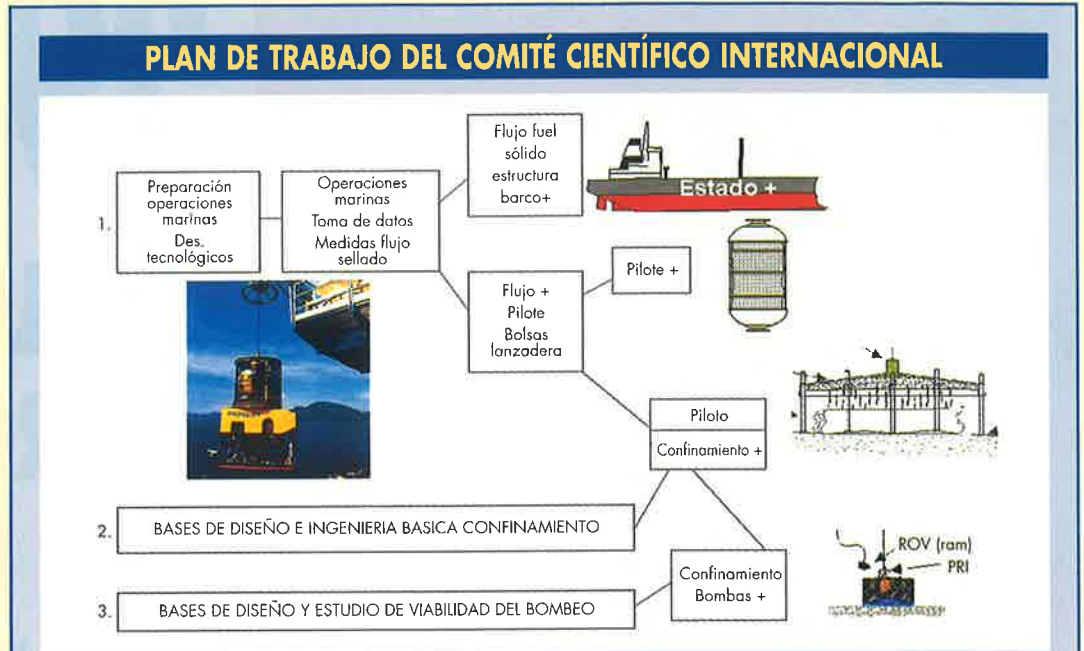 PLAN DE TRABAJO DEL COMITÉ CIENTÍFICO INTERNACIONAL
1.
Preparación
operaciones
marinas
Des.
tecnológicos
Operaciones
marinas
Toma de datos
Medidas flujo
sellado
Flujo fuel
sólido
estructura
barco+
Estado +
Flujo +
Pilote
Bolsas
lanzadera
Pilote +
Piloto
Confinamiento +
2.
BASES DE DISEÑO E INGENIERIA BASICA CONFINAMIENTO
3.
BASES DE DISEÑO Y ESTUDIO DE VIABILIDAD DEL BOMBEO
Confinamiento
Bombas +
ROV (ram)
PRI